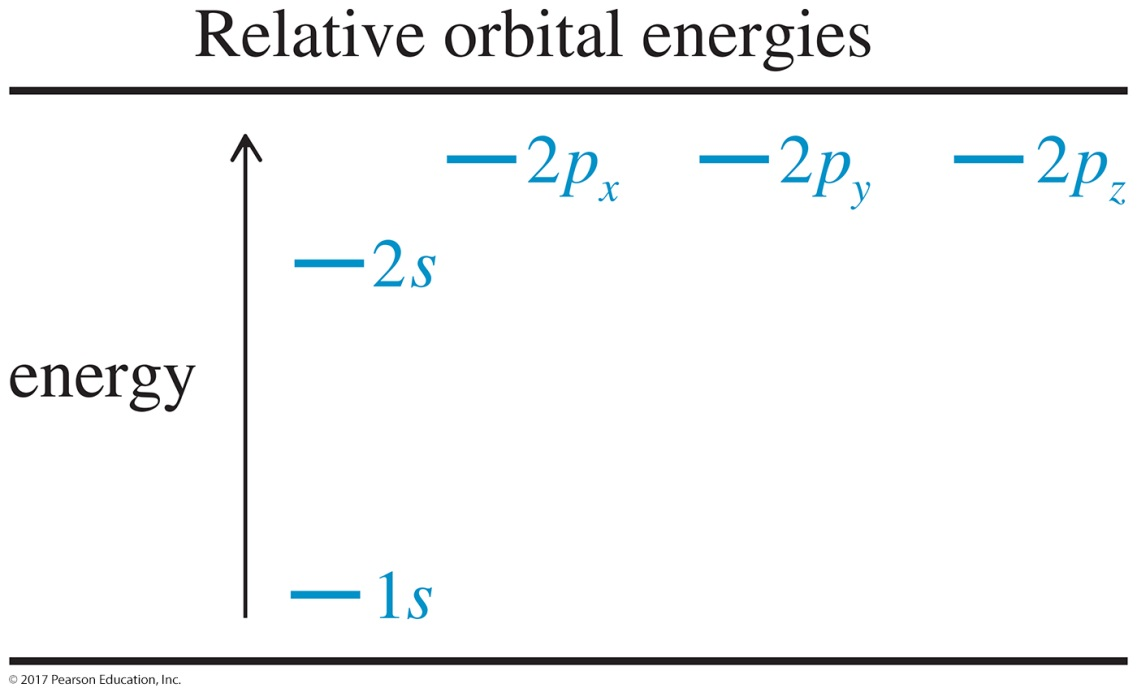 Relative orbital energies
2px 2py 2pz
2s
energy
1s
© 2017 Pearson Education, Inc.